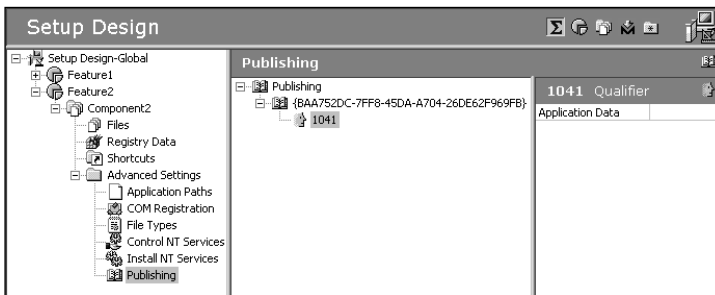 Setup Design
Setup Design-Global
Feature1
Feature2
Component2
Files
Registry Data
Shortcuts
Advanced Settings
Application Paths
COM Registration
File Types
Control NT Services
Install NT Services
Publishing
Publishing
Publishing
{BAA752DC-7FF8-45DA-A704-26DE62F969FB}
1041
1041 Qualifier
Application Data